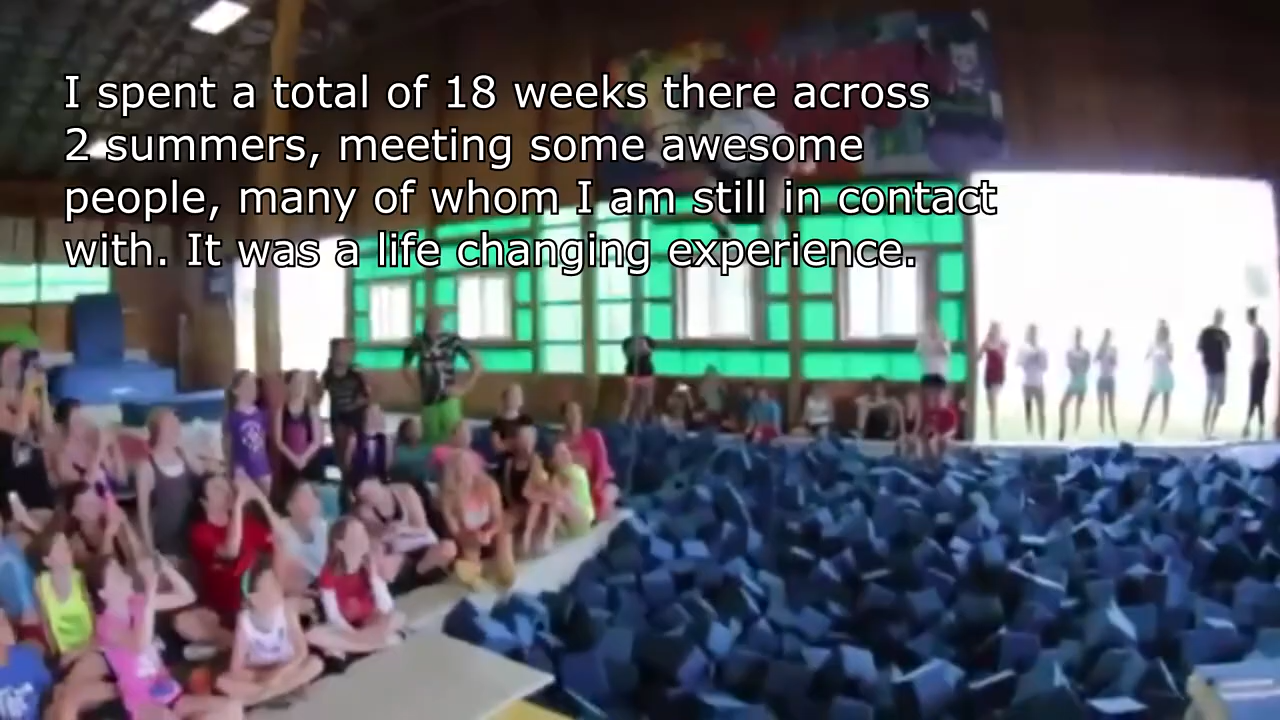 I spent a total of 18 weeks there across
2 summers, meeting some awesome
people, many of whom I am still in contact
with. It was a life changing experience.